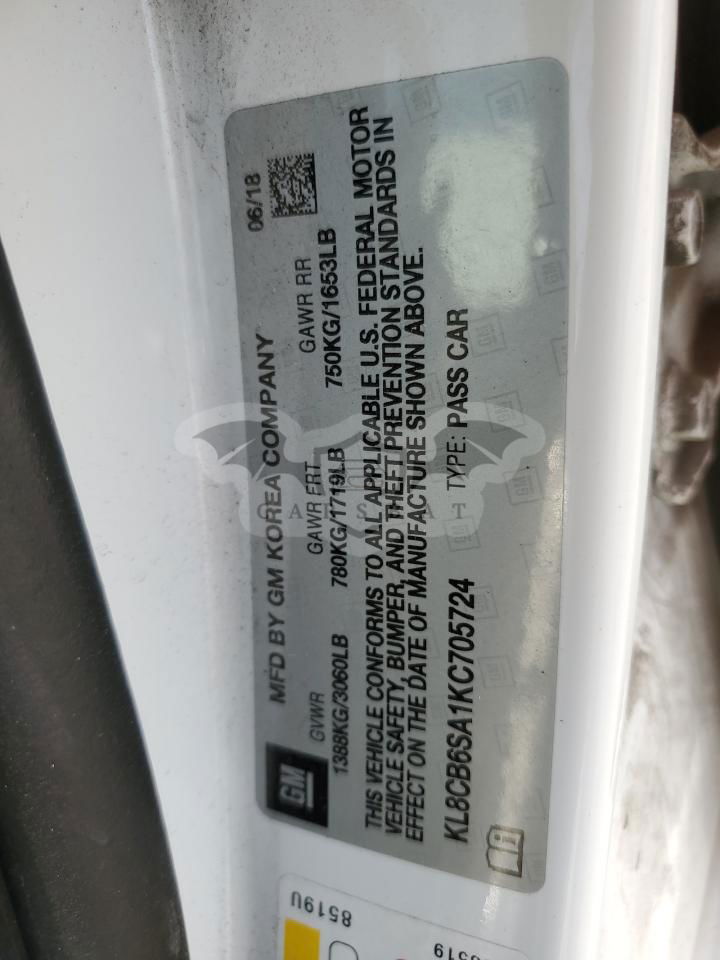 MFD BY GM KOREA COMPANY 06/18
GM
GVWR GAWR FRT GAWR RR
1388KG/3060LB 780KG/1719LB 750KG/1653LB
THIS VEHICLE CONFORMS TO ALL APPLICABLE U.S. FEDERAL MOTOR
VEHICLE SAFETY, BUMPER, AND THEFT PREVENTION STANDARDS IN
EFFECT ON THE DATE OF MANUFACTURE SHOWN ABOVE.
KL8CB6SA1KC705724 TYPE: PASS CAR
8519U